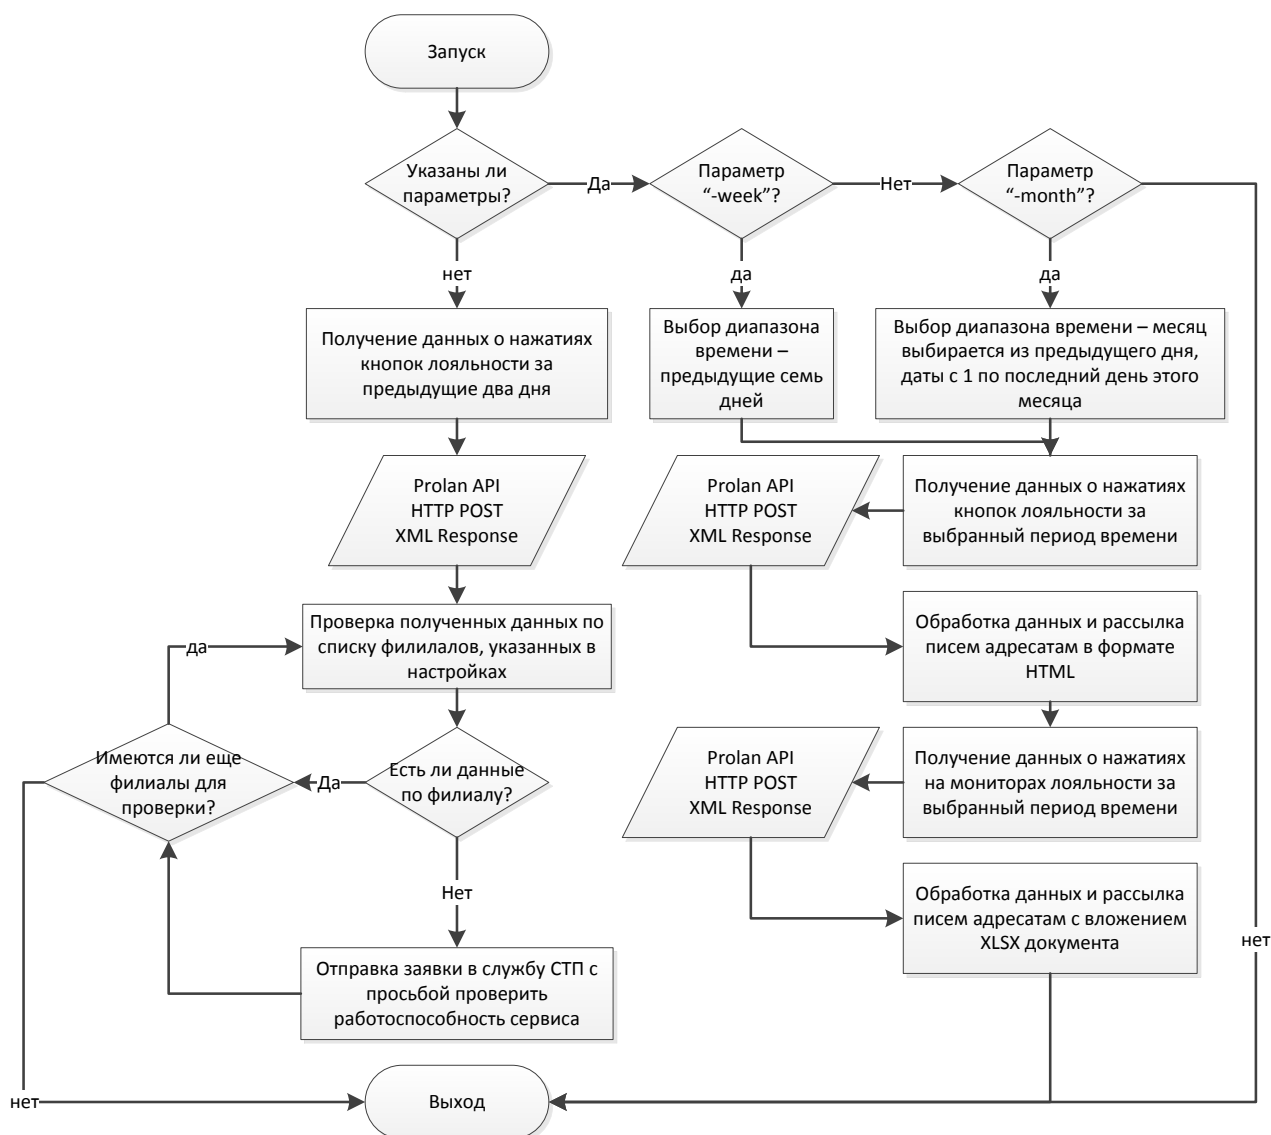 Запуск
Указаны ли
параметры?
Да
Параметр
“-week”?
Нет
Параметр
“-month”?
нет
да
да
Получение данных о нажатиях
кнопок лояльности за
предыдущие два дня
Выбор диапазона
времени –
предыдущие семь
дней
Выбор диапазона времени – месяц
выбирается из предыдущего дня,
даты с 1 по последний день этого
месяца
Prolan API
HTTP POST
XML Response
Prolan API
HTTP POST
XML Response
Получение данных о нажатиях
кнопок лояльности за
выбранный период времени
Проверка полученных данных по
списку филилалов, указанных в
настройках
да
Обработка данных и рассылка
писем адресатам в формате
HTML
Имеются ли еще
филиалы для
проверки?
Да
Есть ли данные
по филиалу?
Prolan API
HTTP POST
XML Response
Получение данных о нажатиях
на мониторах лояльности за
выбранный период времени
Нет
Обработка данных и рассылка
писем адресатам с вложением
XLSX документа
нет
Отправка заявки в службу СТП с
просьбой проверить
работоспособность сервиса
нет
Выход